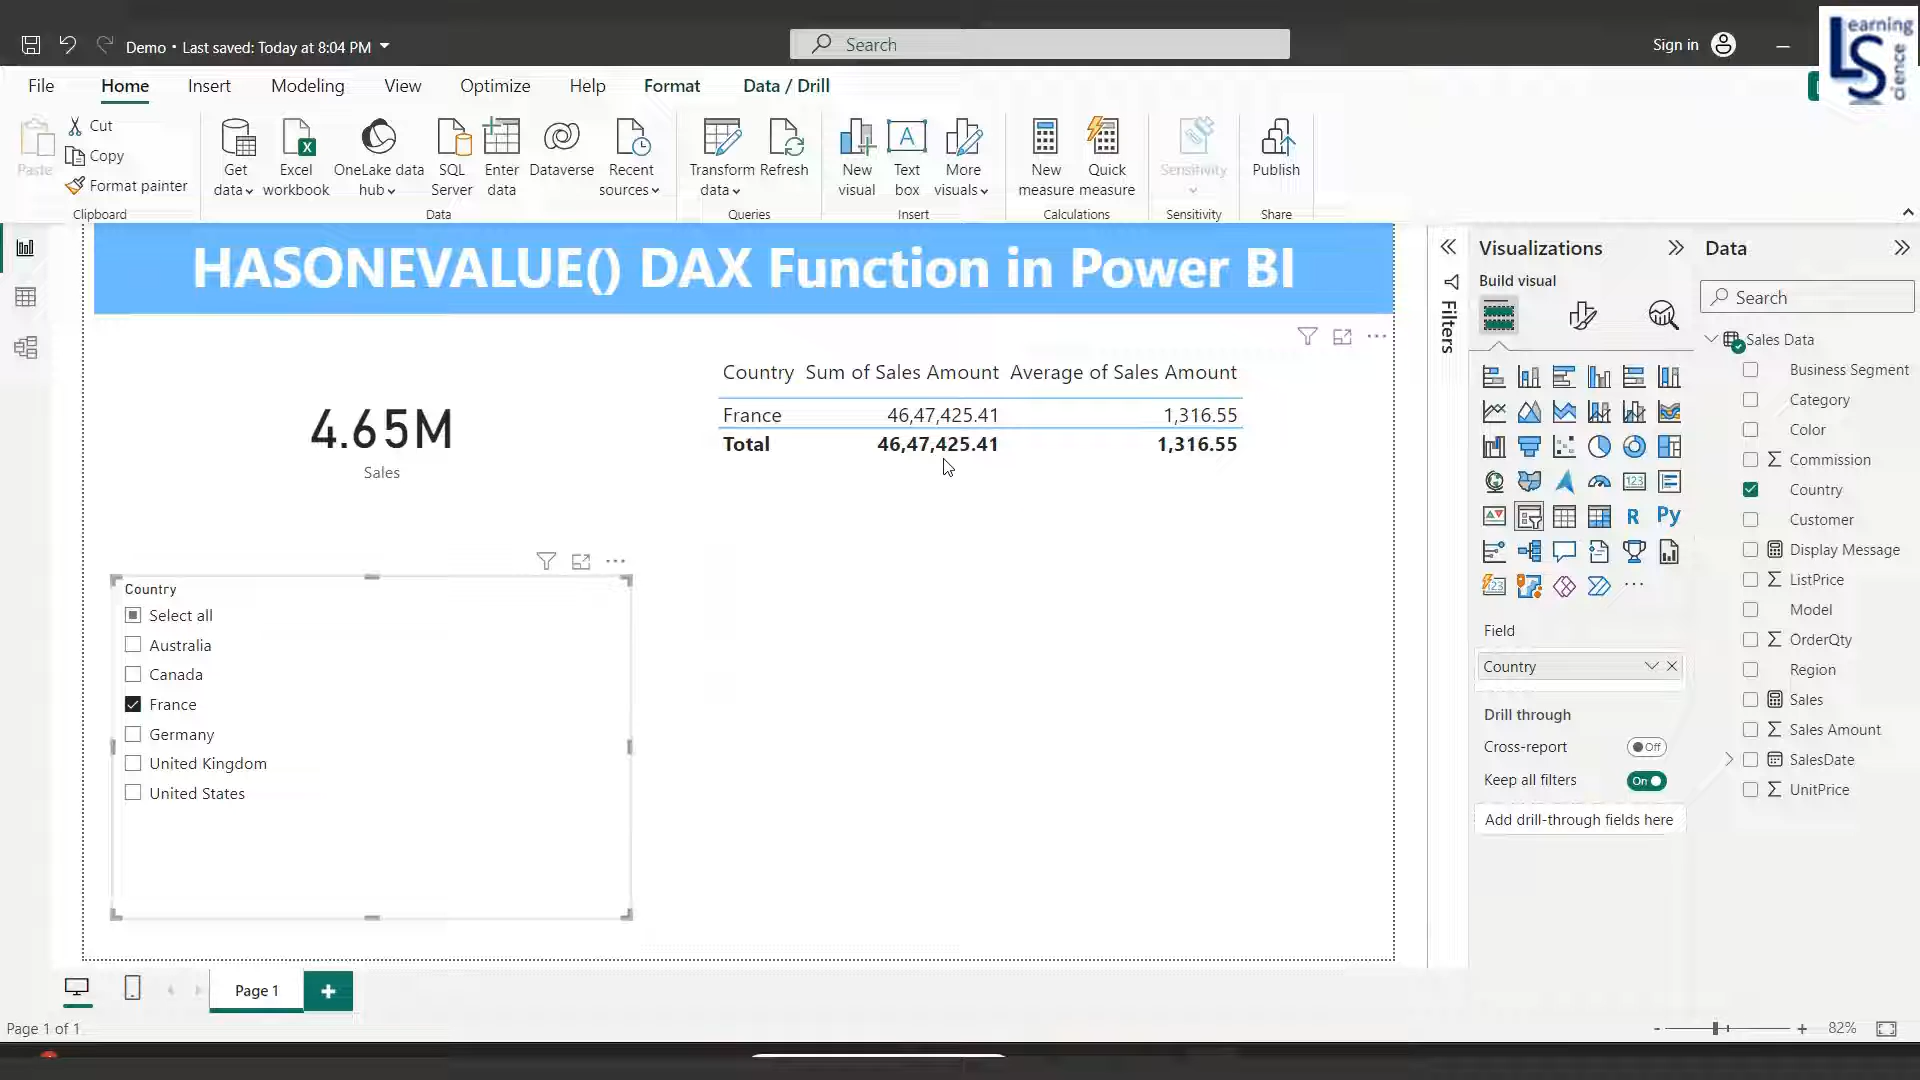 Demo • Last saved: Today at 8:04 PM
Search
Sign in
Learning Science
File Home Insert Modeling View Optimize Help Format Data / Drill
Paste
Cut
Copy
Format painter
Clipboard
Get data
Excel workbook
OneLake data hub
SQL Server
Enter data
Dataverse
Recent sources
Data
Transform data
Refresh
Queries
New visual
Text box
More visuals
Insert
New measure
Quick measure
Calculations
Sensitivity
Sensitivity
Publish
Share
HASONEVALUE() DAX Function in Power BI
4.65M
Sales
Country Sum of Sales Amount Average of Sales Amount
France 46,47,425.41 1,316.55
Total 46,47,425.41 1,316.55
Country
Select all
Australia
Canada
France
Germany
United Kingdom
United States
Filters
Visualizations
Build visual
123
R
Py
123
Field
Country
Drill through
Cross-report Off
Keep all filters On
Add drill-through fields here
Data
Search
Sales Data
Business Segment
Category
Color
Commission
Country
Customer
Display Message
ListPrice
Model
OrderQty
Region
Sales
Sales Amount
SalesDate
UnitPrice
Page 1
Page 1 of 1
82%